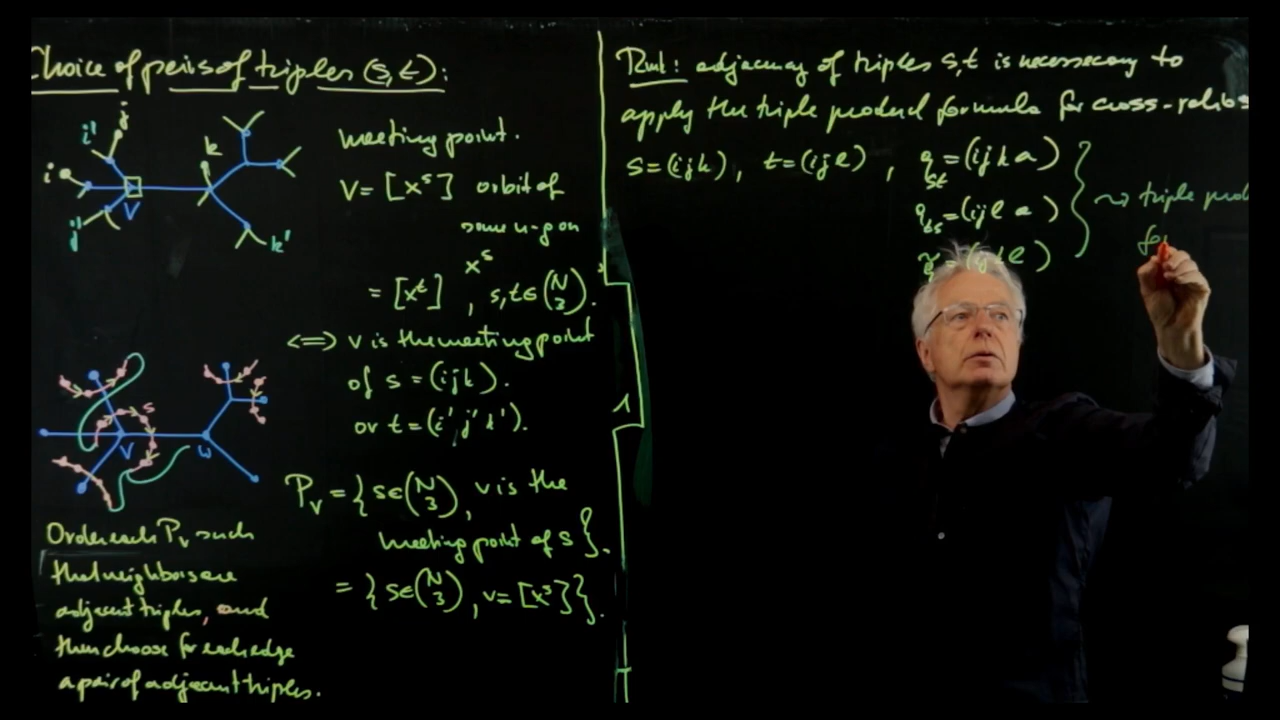 Choice of pairs of triples (s,t):
i' j
i k
v
j' k'
meeting point.
v = [x^s] orbit of
some n-gon
x^s
= [x^t] , s,t ∈ (N 3).
<=> v is the meeting point
of s = (ijk).
or t = (i'j'k').
s
v w
P_v = { s∈(N 3), v is the
meeting point of s }.
= { s∈(N 3), v = [x^s] }.
Order each P_v such
that neighbors are
adjacent triples, and
then choose for each edge
a pair of adjacent triples.
Rmk: adjacency of triples s,t is necessary to
apply the triple product formula for cross-ratios
s = (ijk), t = (ijl), q_st = (ijka)
q_ts = (ijla) ⇝ triple prod
fo